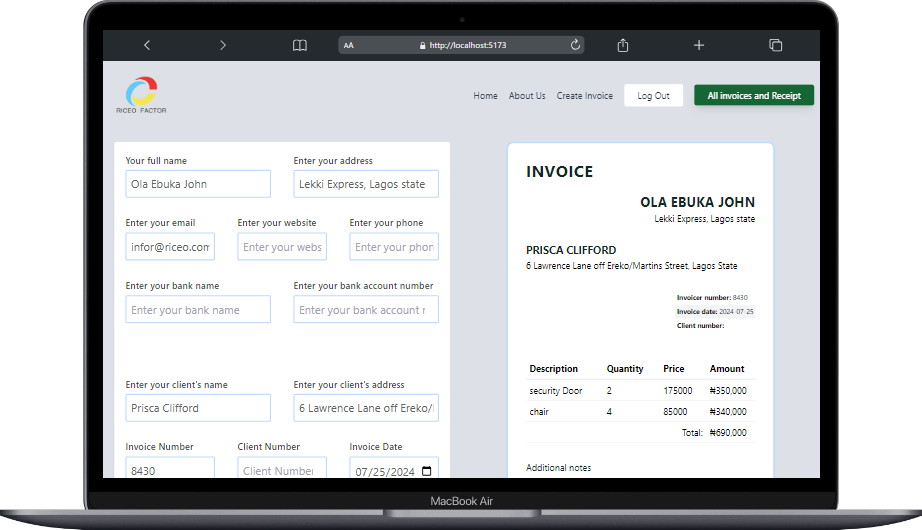 AA http://localhost:5173
RICEO FACTOR
Home About Us Create Invoice Log Out All invoices and Receipt
Your full name Enter your address
Ola Ebuka John Lekki Express, Lagos state
Enter your email Enter your website Enter your phone
infor@riceo.com Enter your webs Enter your phon
Enter your bank name Enter your bank account number
Enter your bank name Enter your bank account r
Enter your client's name Enter your client's address
Prisca Clifford 6 Lawrence Lane off Ereko/l
Invoice Number Client Number Invoice Date
8430 Client Number 07/25/2024
INVOICE
OLA EBUKA JOHN
Lekki Express, Lagos state
PRISCA CLIFFORD
6 Lawrence Lane off Ereko/Martins Street, Lagos State
Invoicer number: 8430
Invoice date: 2024-07-25
Client number:
Description Quantity Price Amount
security Door 2 175000 ₦350,000
chair 4 85000 ₦340,000
Total: ₦690,000
Additional notes
MacBook Air